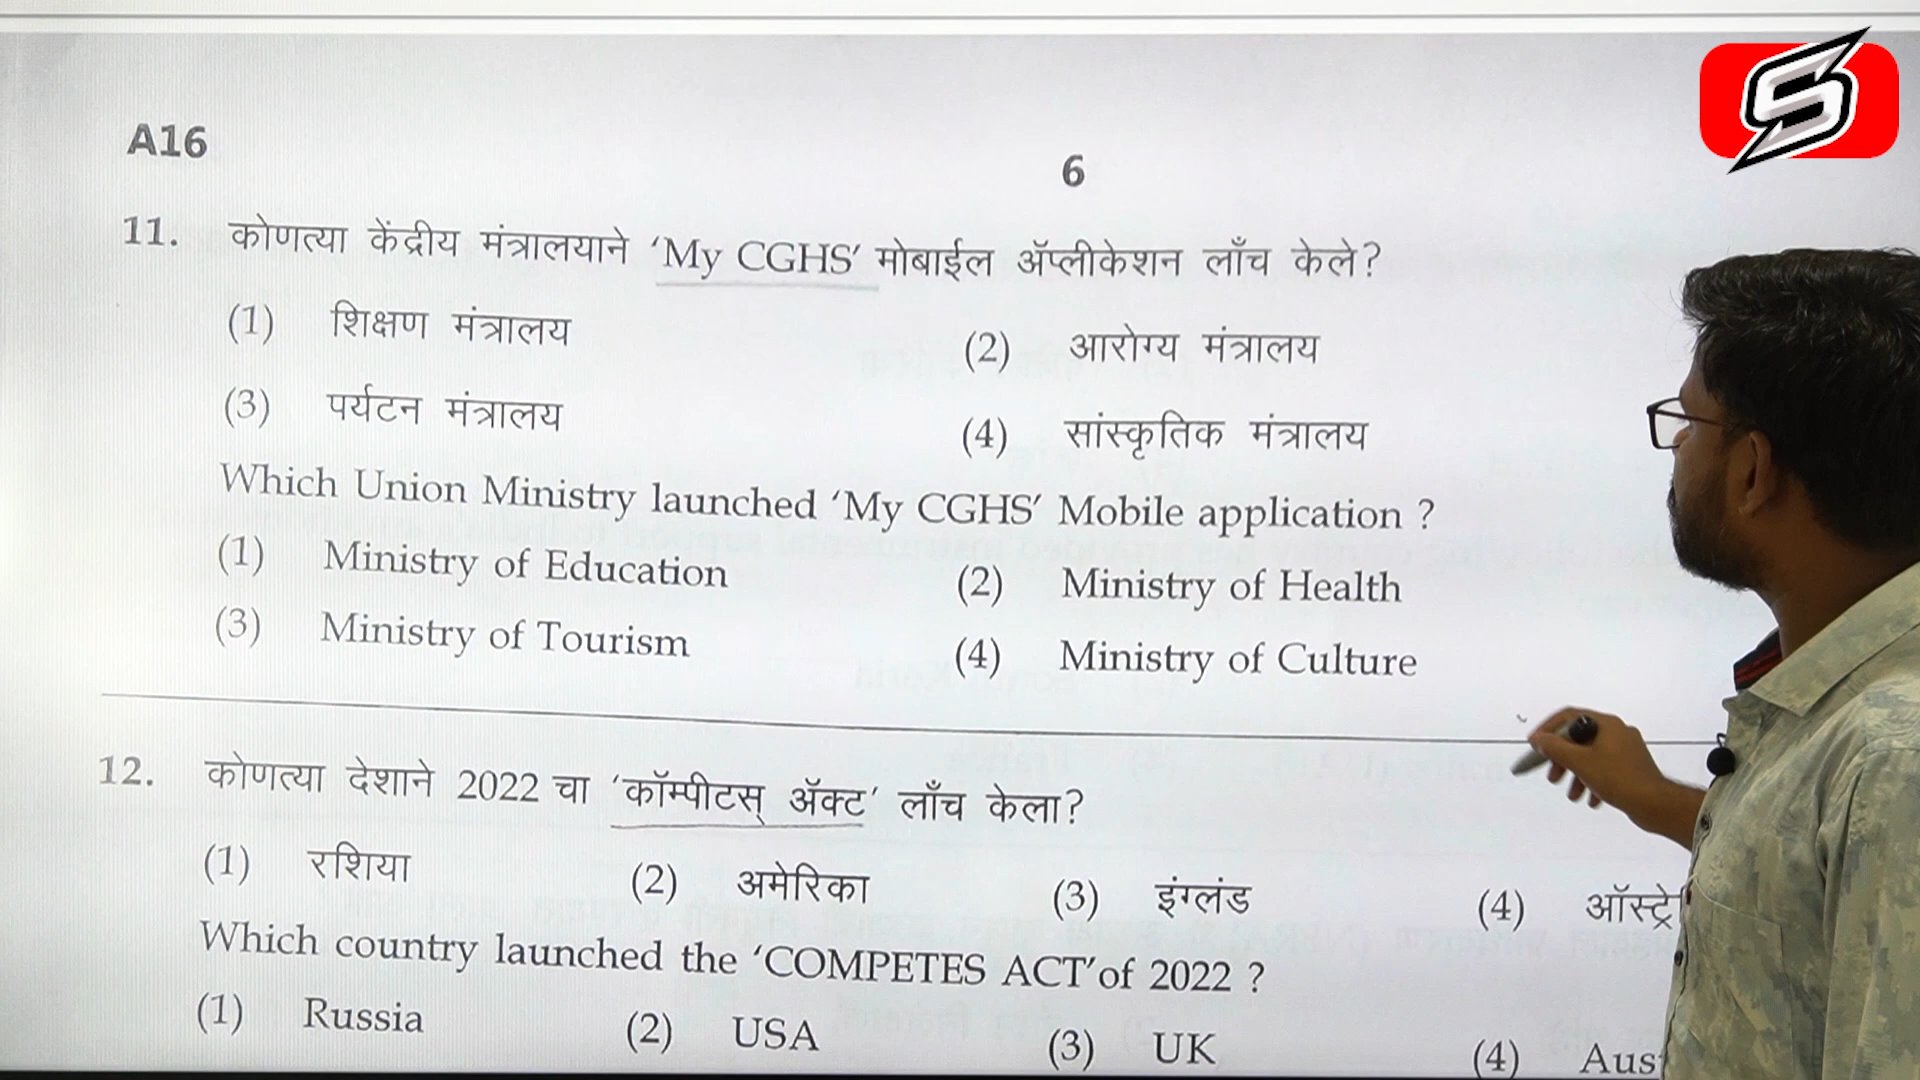 A16
6
11. कोणत्या केंद्रीय मंत्रालयाने ‘My CGHS’ मोबाईल ॲप्लीकेशन लाँच केले?
(1) शिक्षण मंत्रालय (2) आरोग्य मंत्रालय
(3) पर्यटन मंत्रालय (4) सांस्कृतिक मंत्रालय
Which Union Ministry launched ‘My CGHS’ Mobile application ?
(1) Ministry of Education (2) Ministry of Health
(3) Ministry of Tourism (4) Ministry of Culture
12. कोणत्या देशाने 2022 चा ‘कॉम्पीटस् ॲक्ट’ लाँच केला?
(1) रशिया (2) अमेरिका (3) इंग्लंड (4) ऑस्ट्रे
Which country launched the ‘COMPETES ACT’of 2022 ?
(1) Russia (2) USA (3) UK (4) Aus